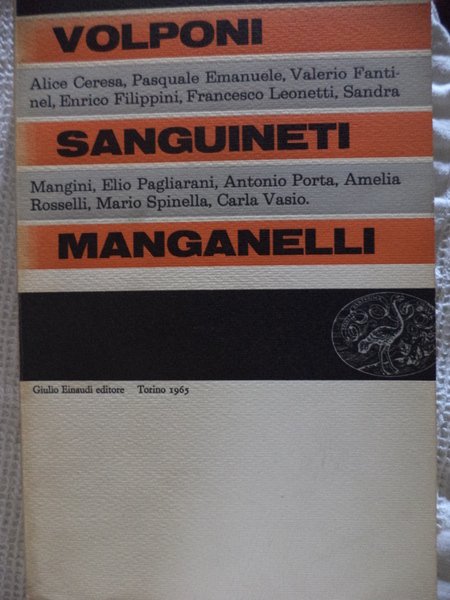 VOLPONI
Alice Ceresa, Pasquale Emanuele, Valerio Fanti-
nel, Enrico Filippini, Francesco Leonetti, Sandra
SANGUINETI
Mangini, Elio Pagliarani, Antonio Porta, Amelia
Rosselli, Mario Spinella, Carla Vasio.
MANGANELLI
Giulio Einaudi editore Torino 1965